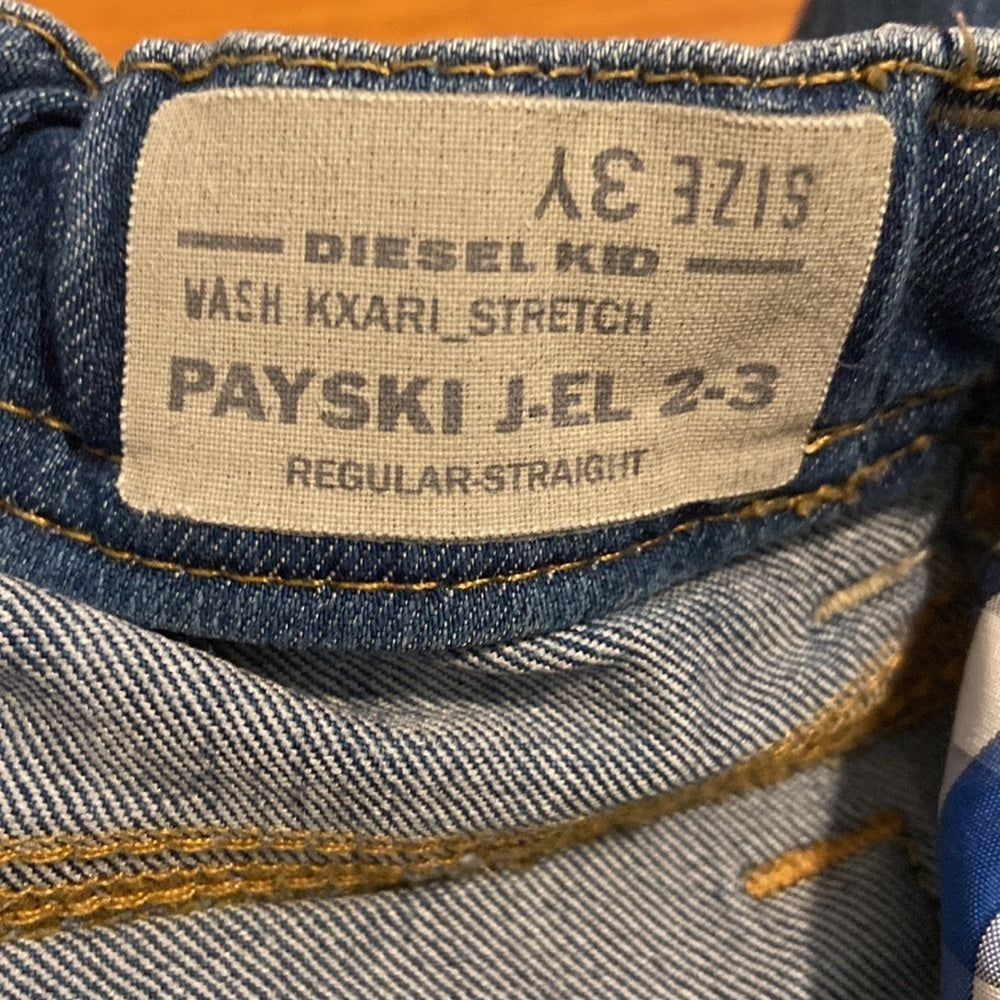 SIZE 3Y
DIESEL KID
WASH KXARI_STRETCH
PAYSKI J-EL 2-3
REGULAR-STRAIGHT